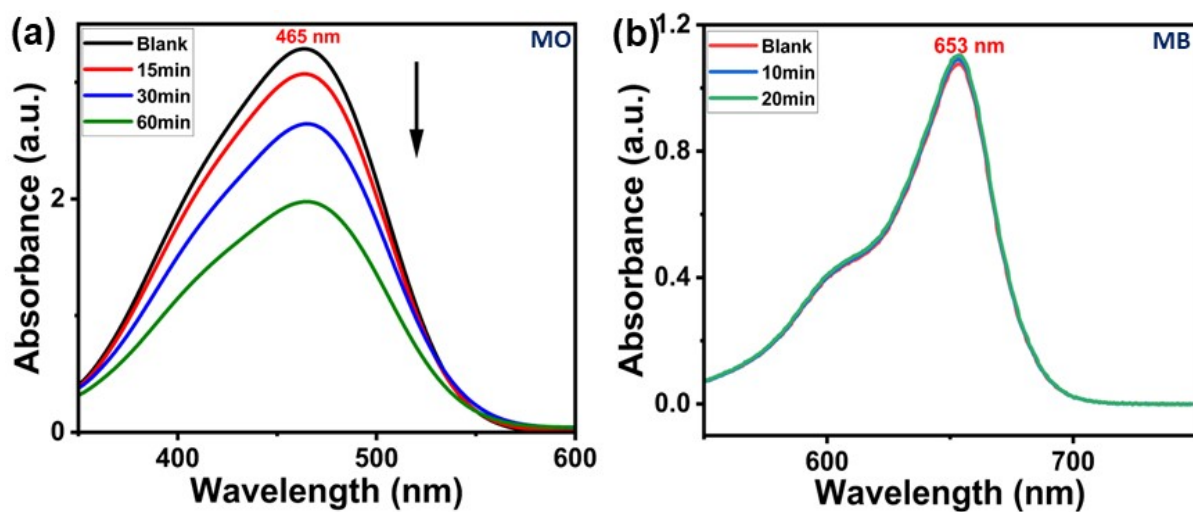 (a)
465 nm
MO
Blank
15min
30min
60min
Absorbance (a.u.)
2
0
400
500
600
Wavelength (nm)
(b)
653 nm
MB
Blank
10min
20min
Absorbance (a.u.)
1.2
0.8
0.4
0.0
600
700
Wavelength (nm)